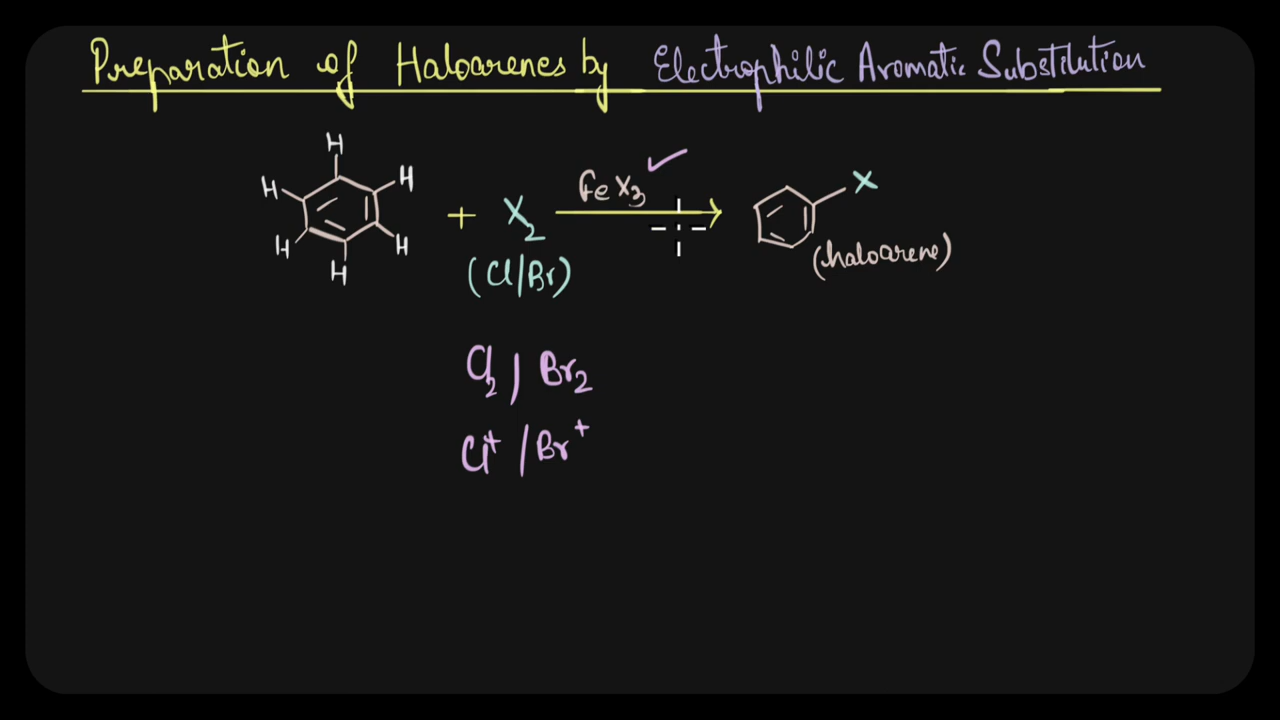 Preparation of Haloarenes by Electrophilic Aromatic Substitution
H
H H
+ X₂ FeX₃ X
H H
H
(Cl/Br) (haloarene)
Cl₂ / Br₂
Cl⁺ / Br⁺